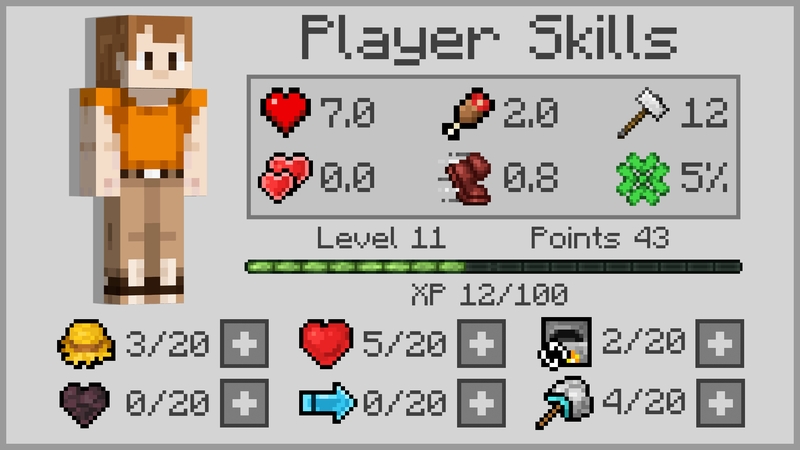 Player Skills
7.0 2.0 12
0.0 0.8 5%
Level 11 Points 43
XP 12/100
3/20 + 5/20 + 2/20 +
0/20 + 0/20 + 4/20 +